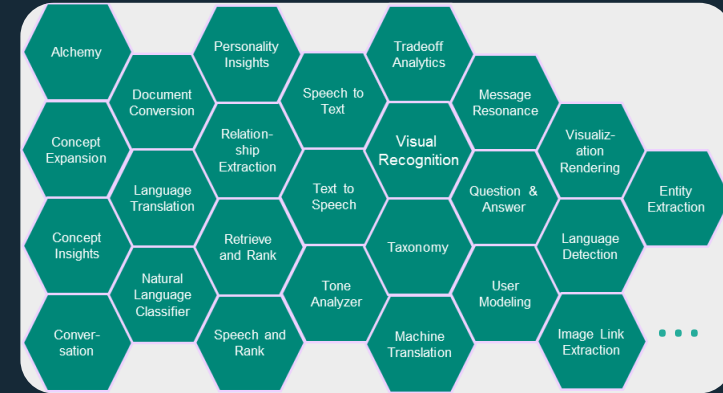 Alchemy
Concept
Expansion
Concept
Insights
Conver-
sation
Document
Conversion
Language
Translation
Natural
Language
Classifier
Personality
Insights
Relation-
ship
Extraction
Retrieve
and Rank
Speech and
Rank
Speech to
Text
Text to
Speech
Tone
Analyzer
Tradeoff
Analytics
Visual
Recognition
Taxonomy
Machine
Translation
Message
Resonance
Question &
Answer
User
Modeling
Visualiz-
ation
Rendering
Language
Detection
Image Link
Extraction
Entity
Extraction
...